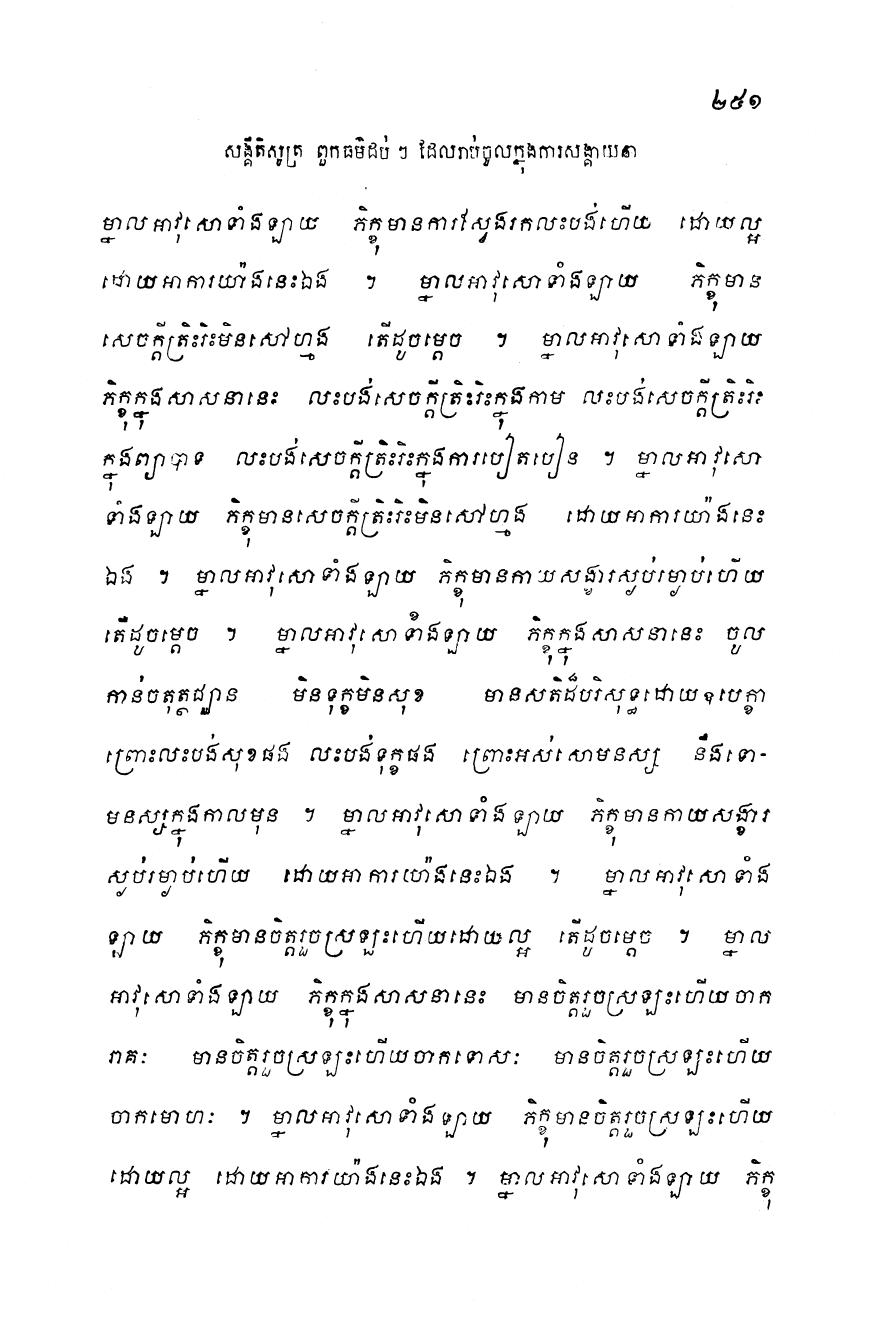 ២៥១
សង្គីតិសូត្រ ពួកធម៌ដប់ ៗ ដែលរាប់ចូលក្នុងការសង្គាយនា
ម្នាលអាវុសោទាំងឡាយ ភិក្ខុមានការស្វែងរកលះបង់ហើយ ដោយល្អ
ដោយអាការយ៉ាងនេះឯង ។ ម្នាលអាវុសោទាំងឡាយ ភិក្ខុមាន
សេចក្តីត្រិះរិះមិនសៅហ្មង តើដូចម្តេច ។ ម្នាលអាវុសោទាំងឡាយ
ភិក្ខុក្នុងសាសនានេះ លះបង់សេចក្តីត្រិះរិះក្នុងកាម លះបង់សេចក្តីត្រិះរិះ
ក្នុងព្យាបាទ លះបង់សេចក្តីត្រិះរិះក្នុងការបៀតបៀន ។ ម្នាលអាវុសោ
ទាំងឡាយ ភិក្ខុមានសេចក្តីត្រិះរិះមិនសៅហ្មង ដោយអាការយ៉ាងនេះ
ឯង ។ ម្នាលអាវុសោទាំងឡាយ ភិក្ខុមានកាយសង្ខារស្ងប់រម្ងាប់ហើយ
តើដូចម្តេច ។ ម្នាលអាវុសោទាំងឡាយ ភិក្ខុក្នុងសាសនានេះ ចូល
កាន់ចតុត្ថជ្ឈាន មិនទុក្ខមិនសុខ មានសតិដ៏បរិសុទ្ធដោយឧបេក្ខា
ព្រោះលះបង់សុខផង លះបង់ទុក្ខផង ព្រោះអស់សោមនស្ស នឹងទោ-
មនស្សក្នុងកាលមុន ។ ម្នាលអាវុសោទាំងឡាយ ភិក្ខុមានកាយសង្ខារ
ស្ងប់រម្ងាប់ហើយ ដោយអាការយ៉ាងនេះឯង ។ ម្នាលអាវុសោទាំង
ឡាយ ភិក្ខុមានចិត្តរួចស្រឡះហើយដោយល្អ តើដូចម្តេច ។ ម្នាល
អាវុសោទាំងឡាយ ភិក្ខុក្នុងសាសនានេះ មានចិត្តរួចស្រឡះហើយចាក
រាគៈ មានចិត្តរួចស្រឡះហើយចាកទោសៈ មានចិត្តរួចស្រឡះហើយ
ចាកមោហៈ ។ ម្នាលអាវុសោទាំងឡាយ ភិក្ខុមានចិត្តរួចស្រឡះហើយ
ដោយល្អ ដោយអាការយ៉ាងនេះឯង ។ ម្នាលអាវុសោទាំងឡាយ ភិក្ខុ